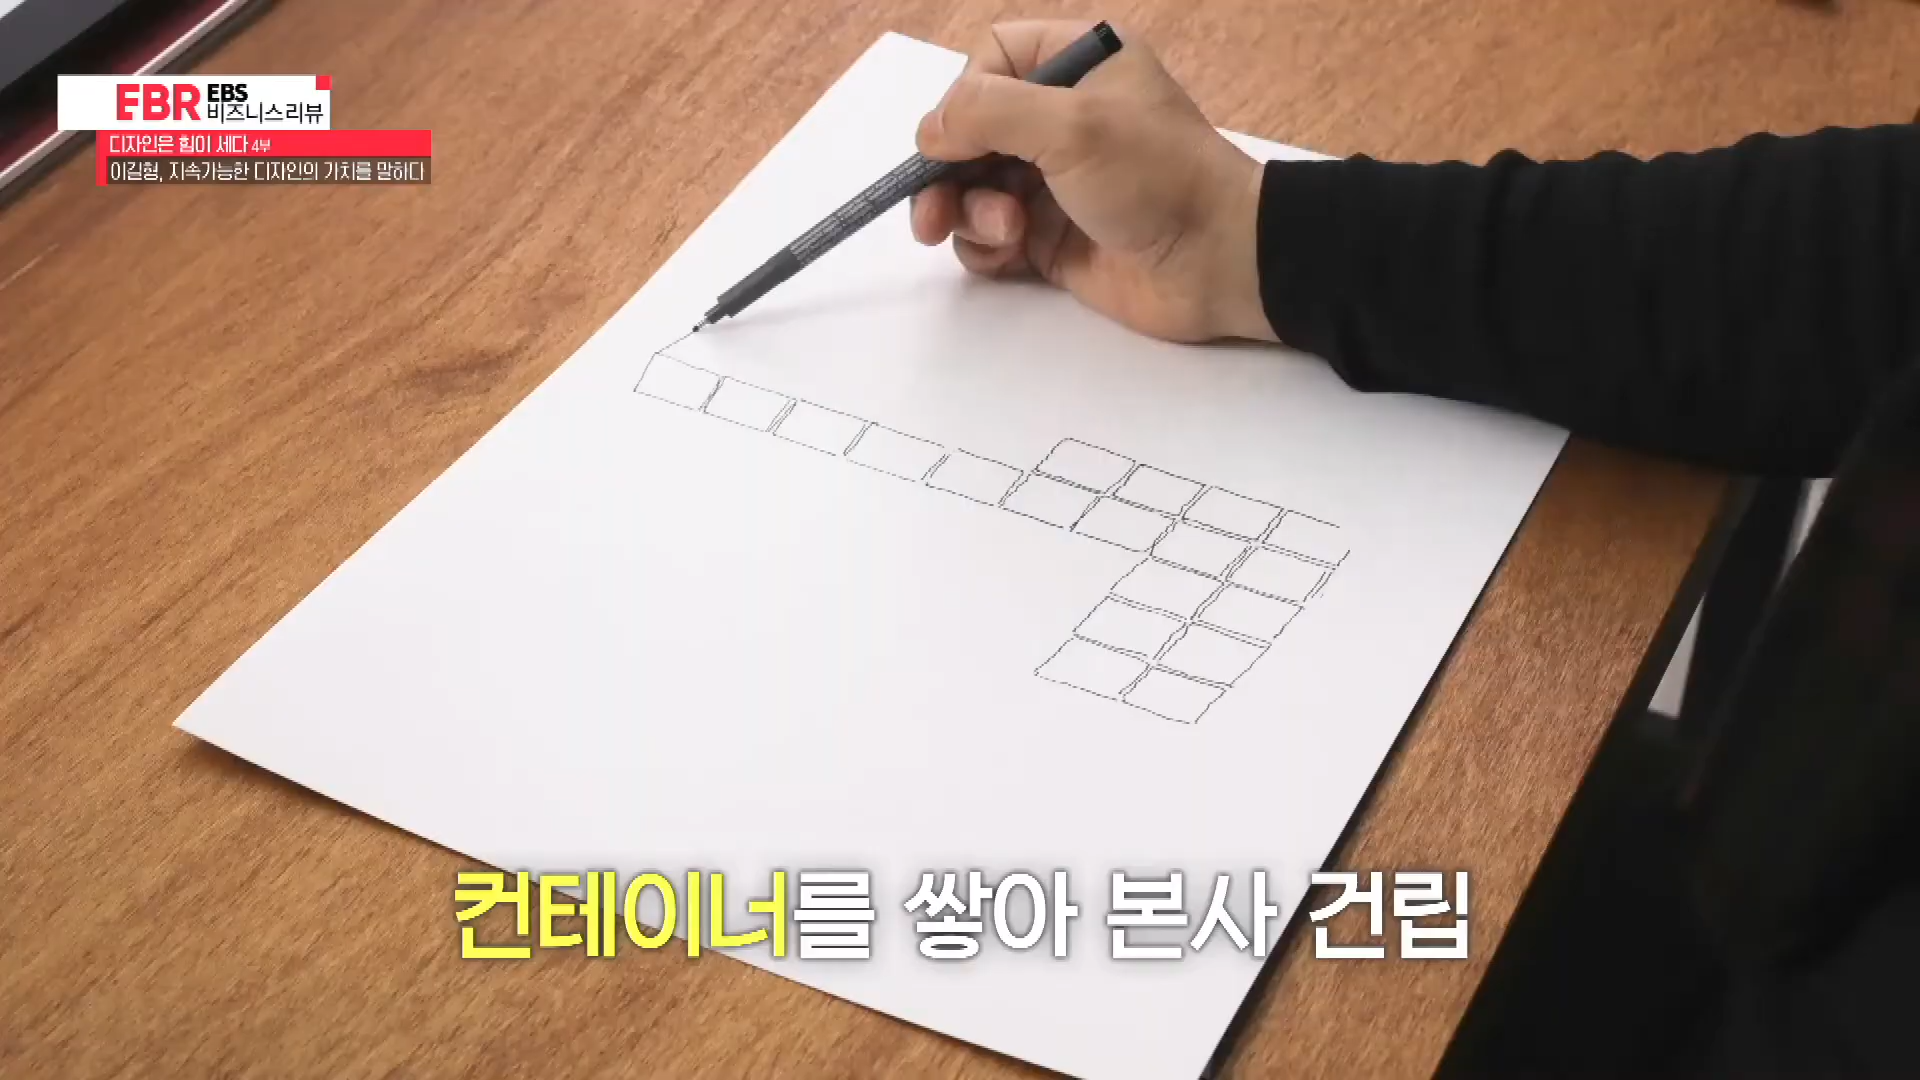 EBR EBS
비즈니스리뷰
디자인은 힘이 세다 4부
이길형, 지속가능한 디자인의 가치를 말하다
컨테이너를 쌓아 본사 건립